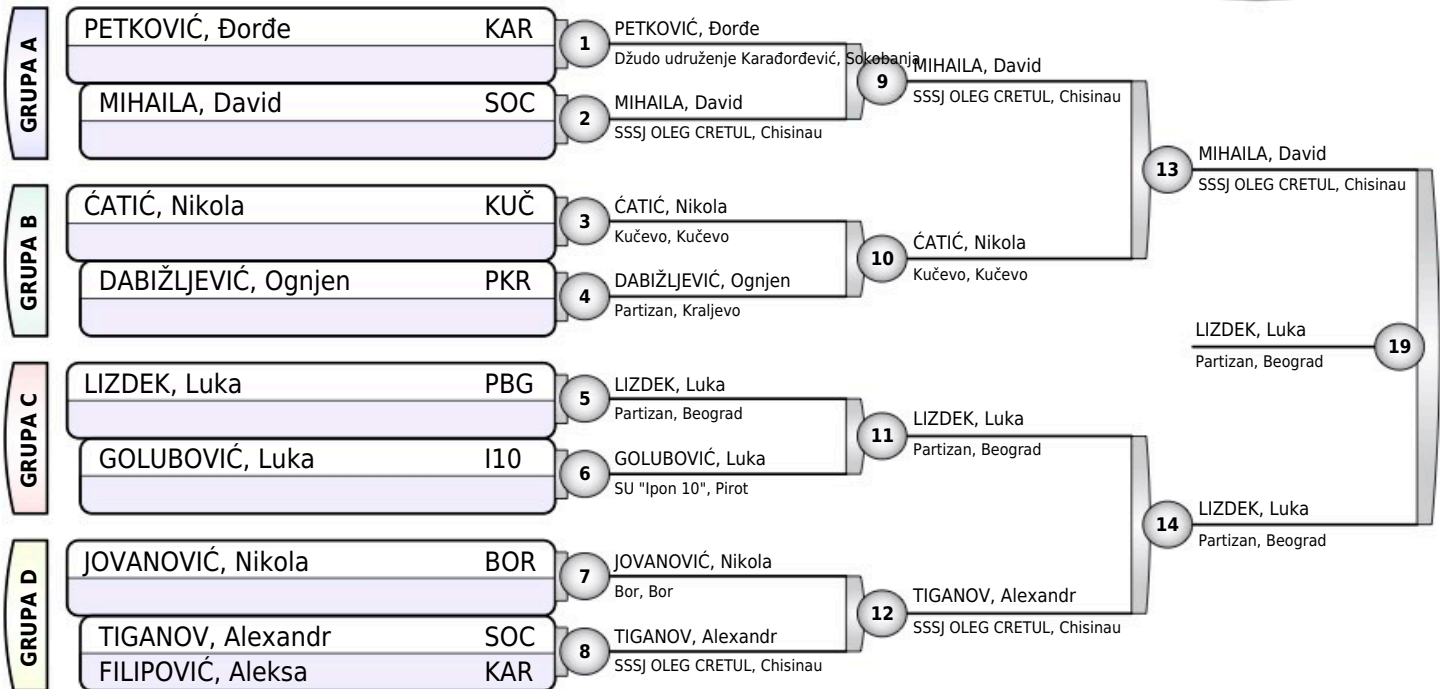 GRUPA A
PETKOVIĆ, Đorđe KAR
MIHAILA, David SOC
1
PETKOVIĆ, Đorđe
Džudo udruženje Karađorđević, Sokobanja
2
MIHAILA, David
SSSJ OLEG CRETUL, Chisinau
9
MIHAILA, David
SSSJ OLEG CRETUL, Chisinau
GRUPA B
ĆATIĆ, Nikola KUČ
DABIŽLJEVIĆ, Ognjen PKR
3
ĆATIĆ, Nikola
Kučevo, Kučevo
4
DABIŽLJEVIĆ, Ognjen
Partizan, Kraljevo
10
ĆATIĆ, Nikola
Kučevo, Kučevo
13
MIHAILA, David
SSSJ OLEG CRETUL, Chisinau
GRUPA C
LIZDEK, Luka PBG
GOLUBOVIĆ, Luka I10
5
LIZDEK, Luka
Partizan, Beograd
6
GOLUBOVIĆ, Luka
SU "Ipon 10", Pirot
11
LIZDEK, Luka
Partizan, Beograd
GRUPA D
JOVANOVIĆ, Nikola BOR
TIGANOV, Alexandr SOC
FILIPOVIĆ, Aleksa KAR
7
JOVANOVIĆ, Nikola
Bor, Bor
8
TIGANOV, Alexandr
SSSJ OLEG CRETUL, Chisinau
12
TIGANOV, Alexandr
SSSJ OLEG CRETUL, Chisinau
14
LIZDEK, Luka
Partizan, Beograd
LIZDEK, Luka
Partizan, Beograd
19